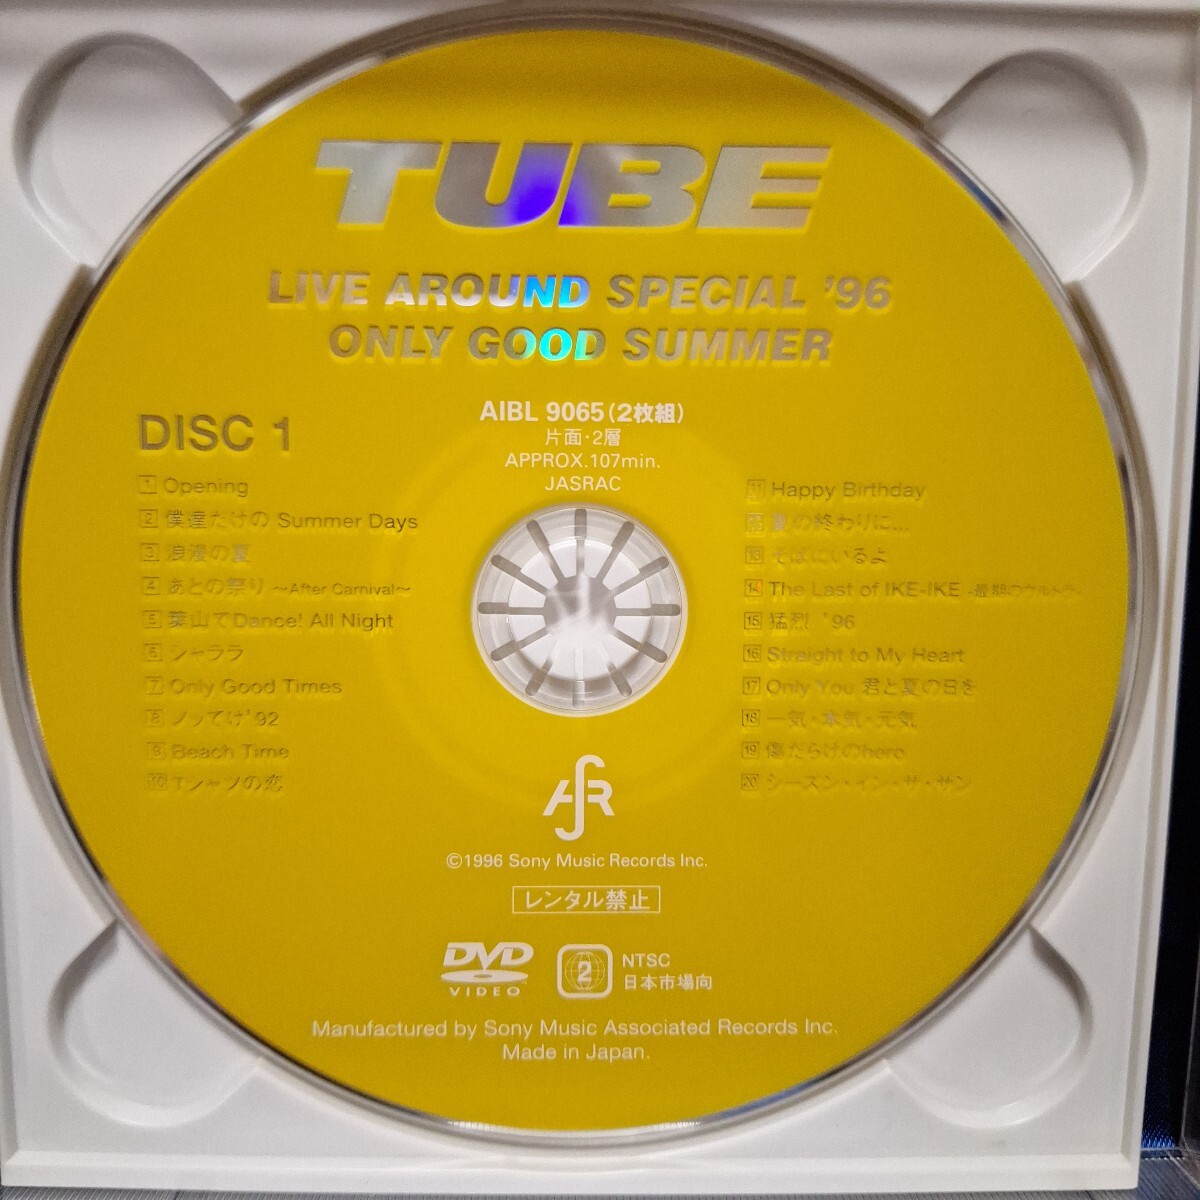 TUBE
LIVE AROUND SPECIAL '96
ONLY GOOD SUMMER
AIBL 9065(2枚組)
片面・2層
APPROX.107min.
JASRAC
DISC 1
1 Opening
2 僕達だけの Summer Days
3 浪漫の夏
4 あとの祭り 〜After Carnival〜
5 葉山でDance! All Night
6 シャララ
7 Only Good Times
8 ノッてけ'92
9 Beach Time
10 Tシャツの恋
11 Happy Birthday
12 夏の終わりに…
13 そばにいるよ
14 The Last of IKE-IKE -最期のウルトラ-
15 猛烈 '96
16 Straight to My Heart
17 Only You 君と夏の日を
18 一気・本気・元気
19 傷だらけのhero
20 シーズン・イン・ザ・サン
ASR
©1996 Sony Music Records Inc.
レンタル禁止
DVD
VIDEO
2
NTSC
日本市場向
Manufactured by Sony Music Associated Records Inc.
Made in Japan.